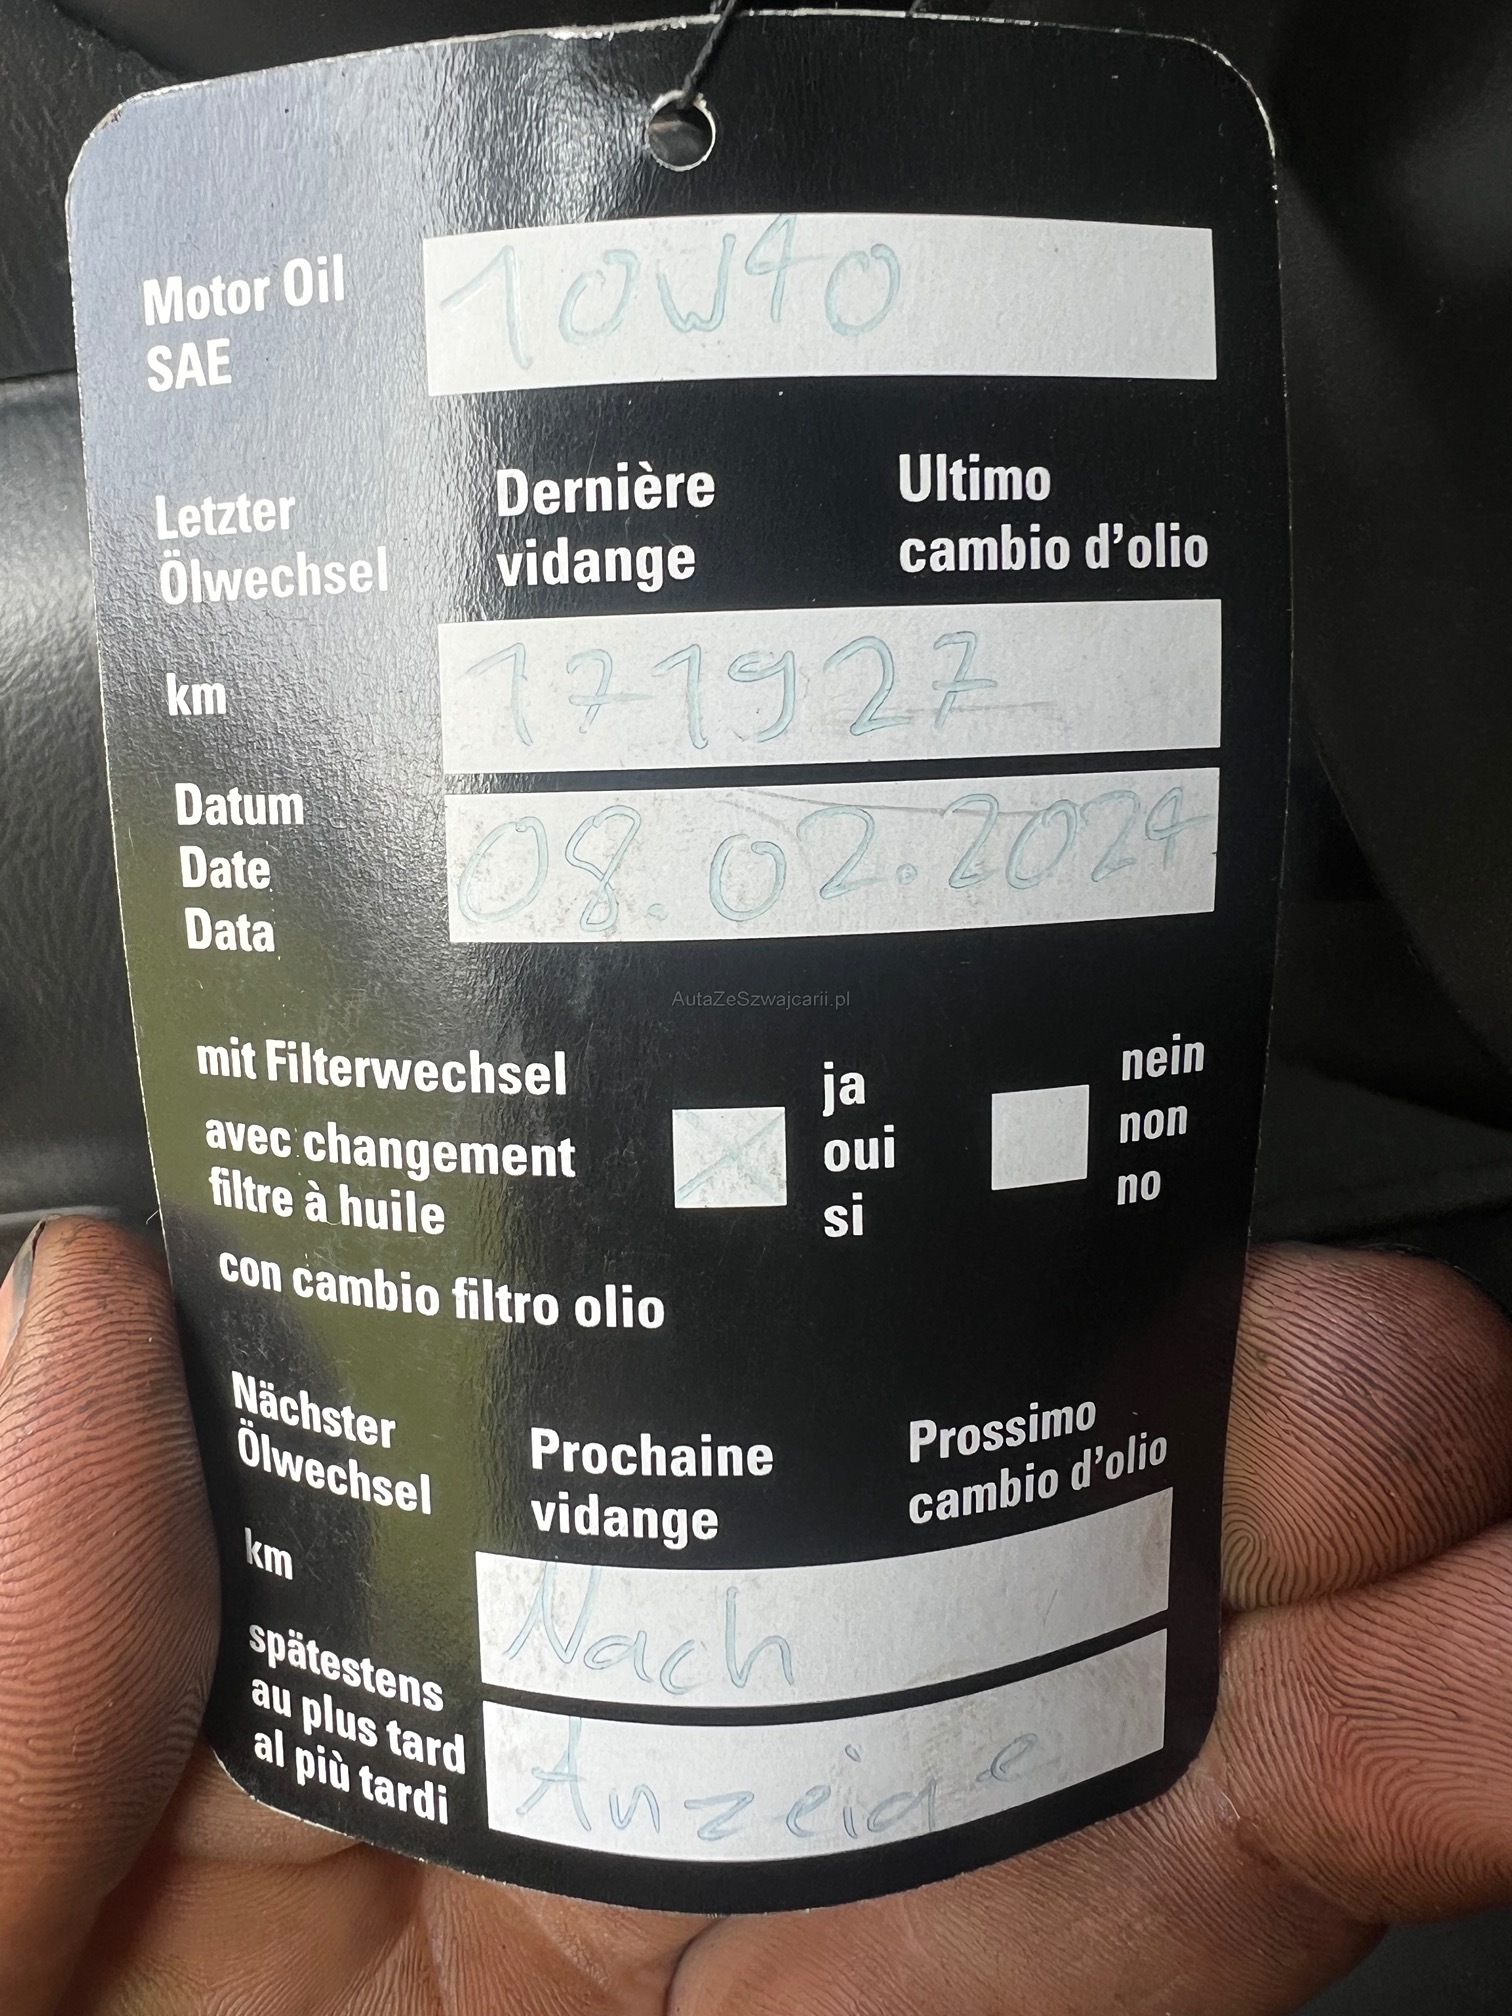 Motor Oil
SAE
10W40
Letzter
Ölwechsel
Dernière
vidange
Ultimo
cambio d'olio
km
171927
Datum
Date
Data
08.02.2024
AutaZeSzwajcarii.pl
mit Filterwechsel
avec changement
filtre à huile
con cambio filtro olio
ja
oui
si
nein
non
no
Nächster
Ölwechsel
Prochaine
vidange
Prossimo
cambio d'olio
km
Nach
spätestens
au plus tard
al più tardi
Anzeige